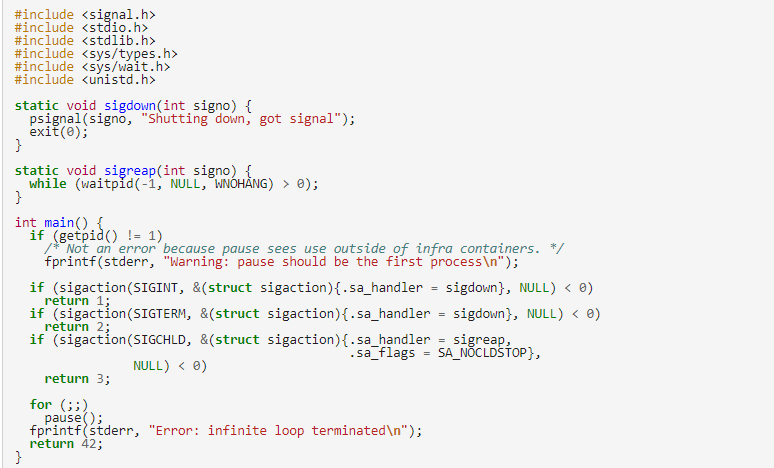 #include <signal.h>
#include <stdio.h>
#include <stdlib.h>
#include <sys/types.h>
#include <sys/wait.h>
#include <unistd.h>

static void sigdown(int signo) {
  psignal(signo, "Shutting down, got signal");
  exit(0);
}

static void sigreap(int signo) {
  while (waitpid(-1, NULL, WNOHANG) > 0);
}

int main() {
  if (getpid() != 1)
    /* Not an error because pause sees use outside of infra containers. */
    fprintf(stderr, "Warning: pause should be the first process\n");

  if (sigaction(SIGINT, &(struct sigaction){.sa_handler = sigdown}, NULL) < 0)
    return 1;
  if (sigaction(SIGTERM, &(struct sigaction){.sa_handler = sigdown}, NULL) < 0)
    return 2;
  if (sigaction(SIGCHLD, &(struct sigaction){.sa_handler = sigreap,
                                             .sa_flags = SA_NOCLDSTOP},
                NULL) < 0)
    return 3;

  for (;;)
    pause();
  fprintf(stderr, "Error: infinite loop terminated\n");
  return 42;
}